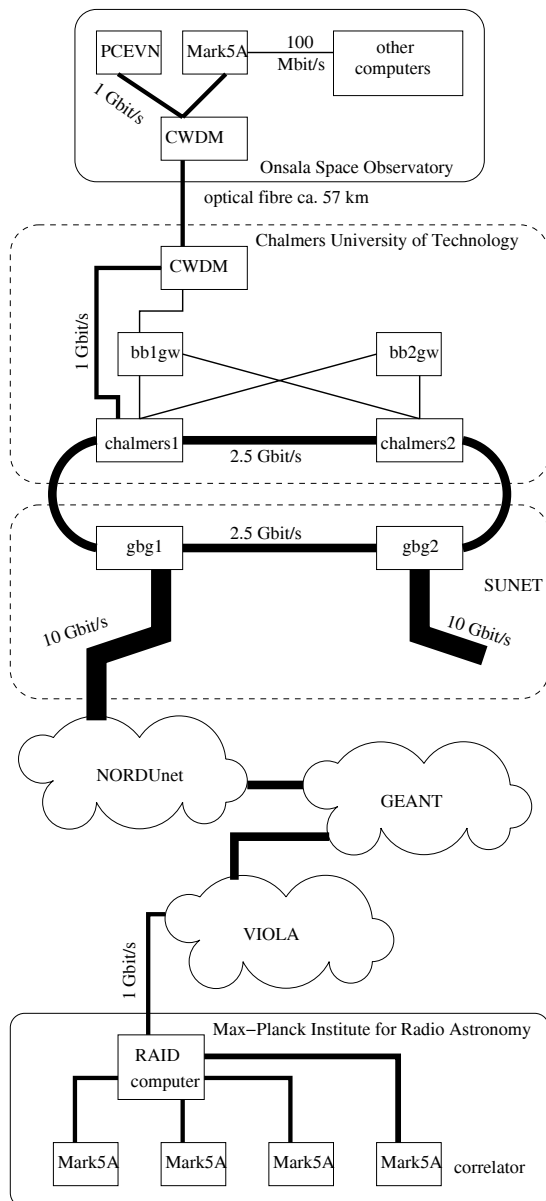 PCEVN
Mark5A
100
Mbit/s
other
computers
1 Gbit/s
CWDM
Onsala Space Observatory
optical fibre ca. 57 km
Chalmers University of Technology
CWDM
1 Gbit/s
bb1gw
bb2gw
chalmers1
2.5 Gbit/s
chalmers2
gbg1
2.5 Gbit/s
gbg2
SUNET
10 Gbit/s
10 Gbit/s
NORDUnet
GEANT
VIOLA
1 Gbit/s
Max−Planck Institute for Radio Astronomy
RAID
computer
Mark5A
Mark5A
Mark5A
Mark5A
correlator